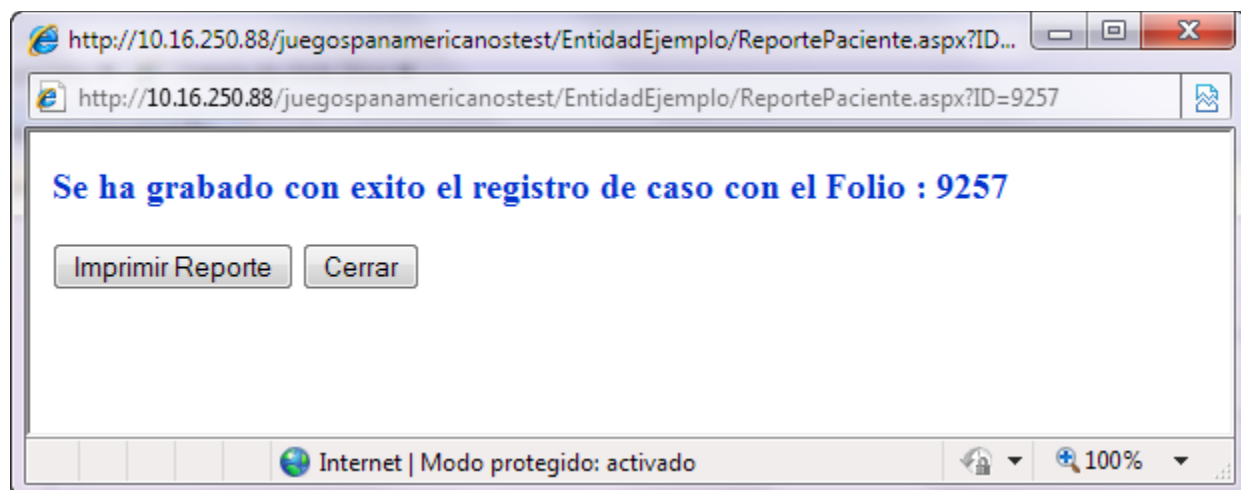 http://10.16.250.88/juegospanamericanostest/EntidadEjemplo/ReportePaciente.aspx?ID...
http://10.16.250.88/juegospanamericanostest/EntidadEjemplo/ReportePaciente.aspx?ID=9257
Se ha grabado con exito el registro de caso con el Folio : 9257
Imprimir Reporte Cerrar
Internet | Modo protegido: activado 100%